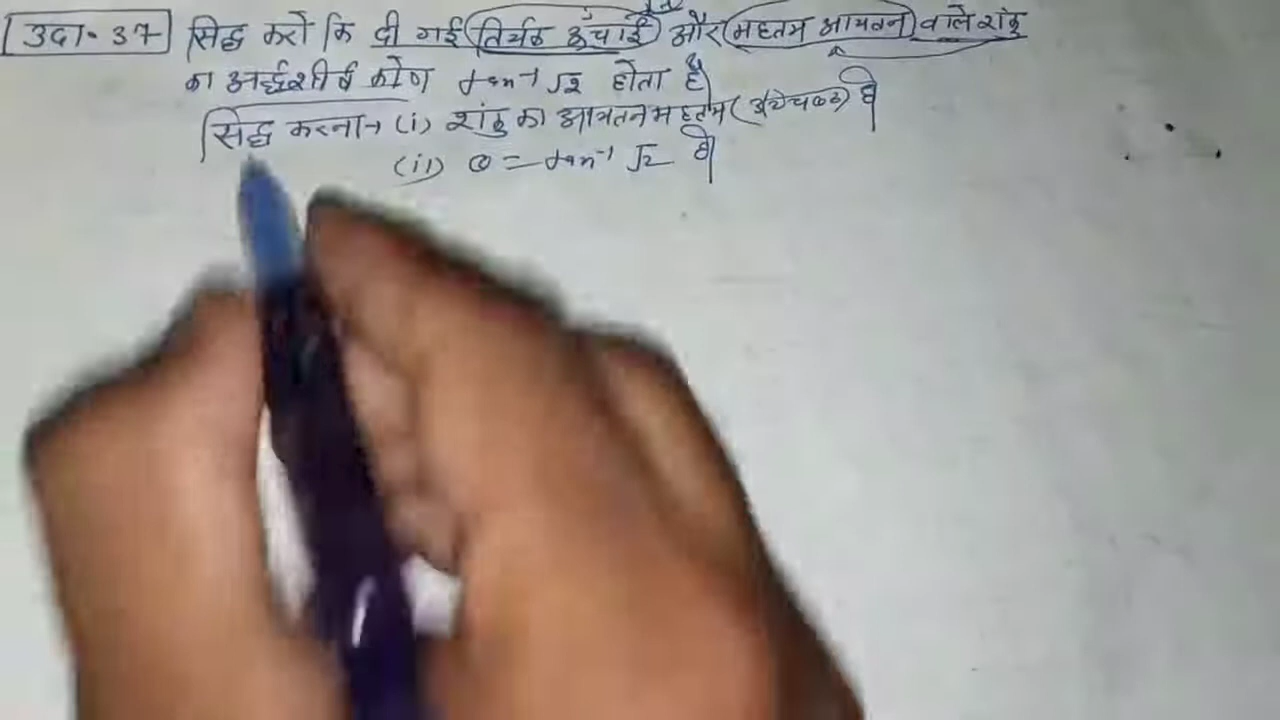 उदा- 37 सिद्ध करो कि दी गई तिर्यक ऊंचाई और महत्तम आयतन वाले शंकु
का अर्द्धशीर्ष कोण tan⁻¹ √2 होता है।
सिद्ध करना→ (i) शंकु का आयतन महत्तम (उच्चिष्ठ) हो
(ii) θ = tan⁻¹ √2 हो